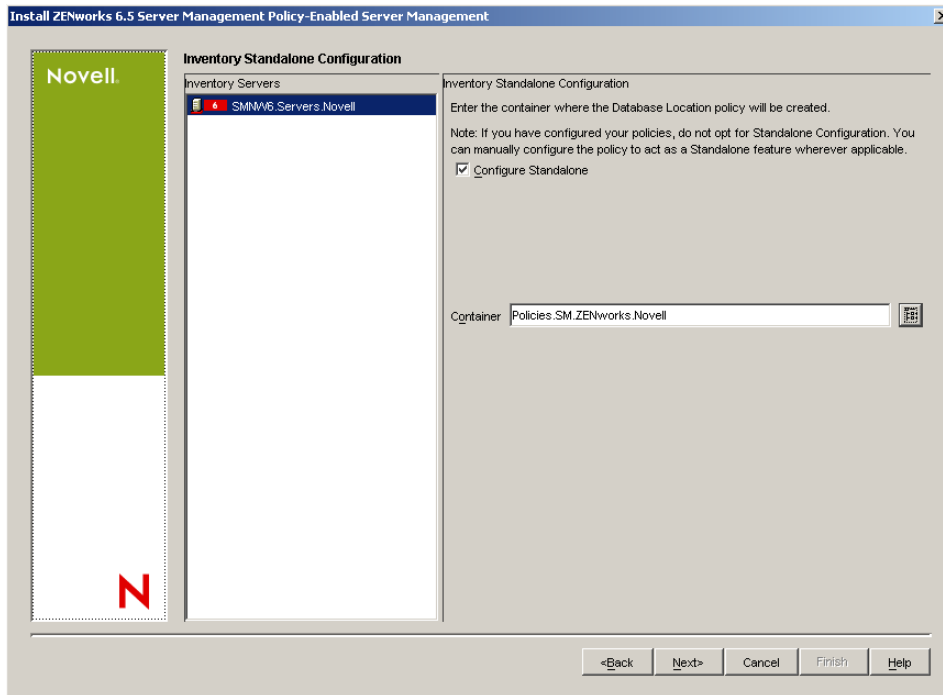 Install ZENworks 6.5 Server Management Policy-Enabled Server Management
Novell.
Inventory Standalone Configuration
Inventory Servers
6 SMNW6.Servers.Novell
Inventory Standalone Configuration
Enter the container where the Database Location policy will be created.
Note: If you have configured your policies, do not opt for Standalone Configuration. You
can manually configure the policy to act as a Standalone feature wherever applicable.
Configure Standalone
Container Policies.SM.ZENworks.Novell
N
«Back Next» Cancel Finish Help